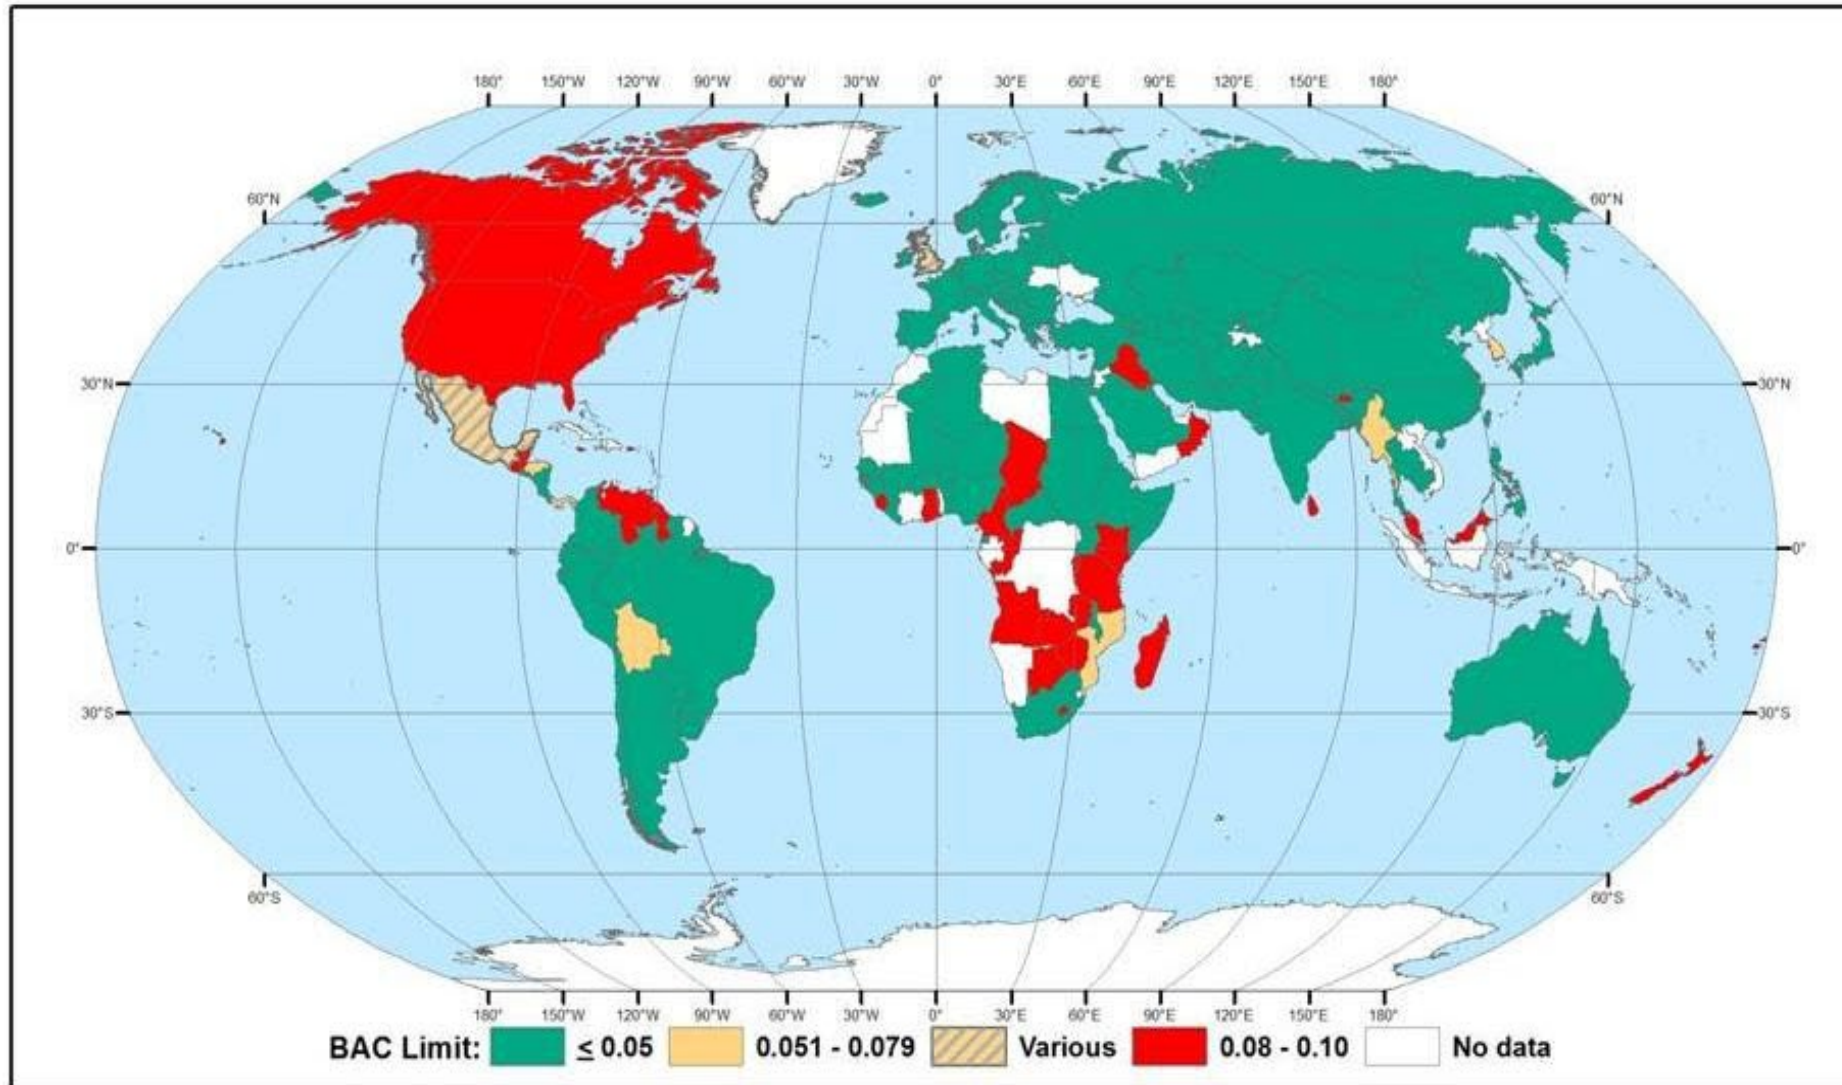 180° 150°W 120°W 90°W 60°W 30°W 0° 30°E 60°E 90°E 120°E 150°E 180°
60°N 60°N
30°N 30°N
0° 0°
30°S 30°S
60°S 60°S
180° 150°W 120°W 90°W 60°W 30°W 0° 30°E 60°E 90°E 120°E 150°E 180°
BAC Limit: ≤ 0.05 0.051 - 0.079 Various 0.08 - 0.10 No data